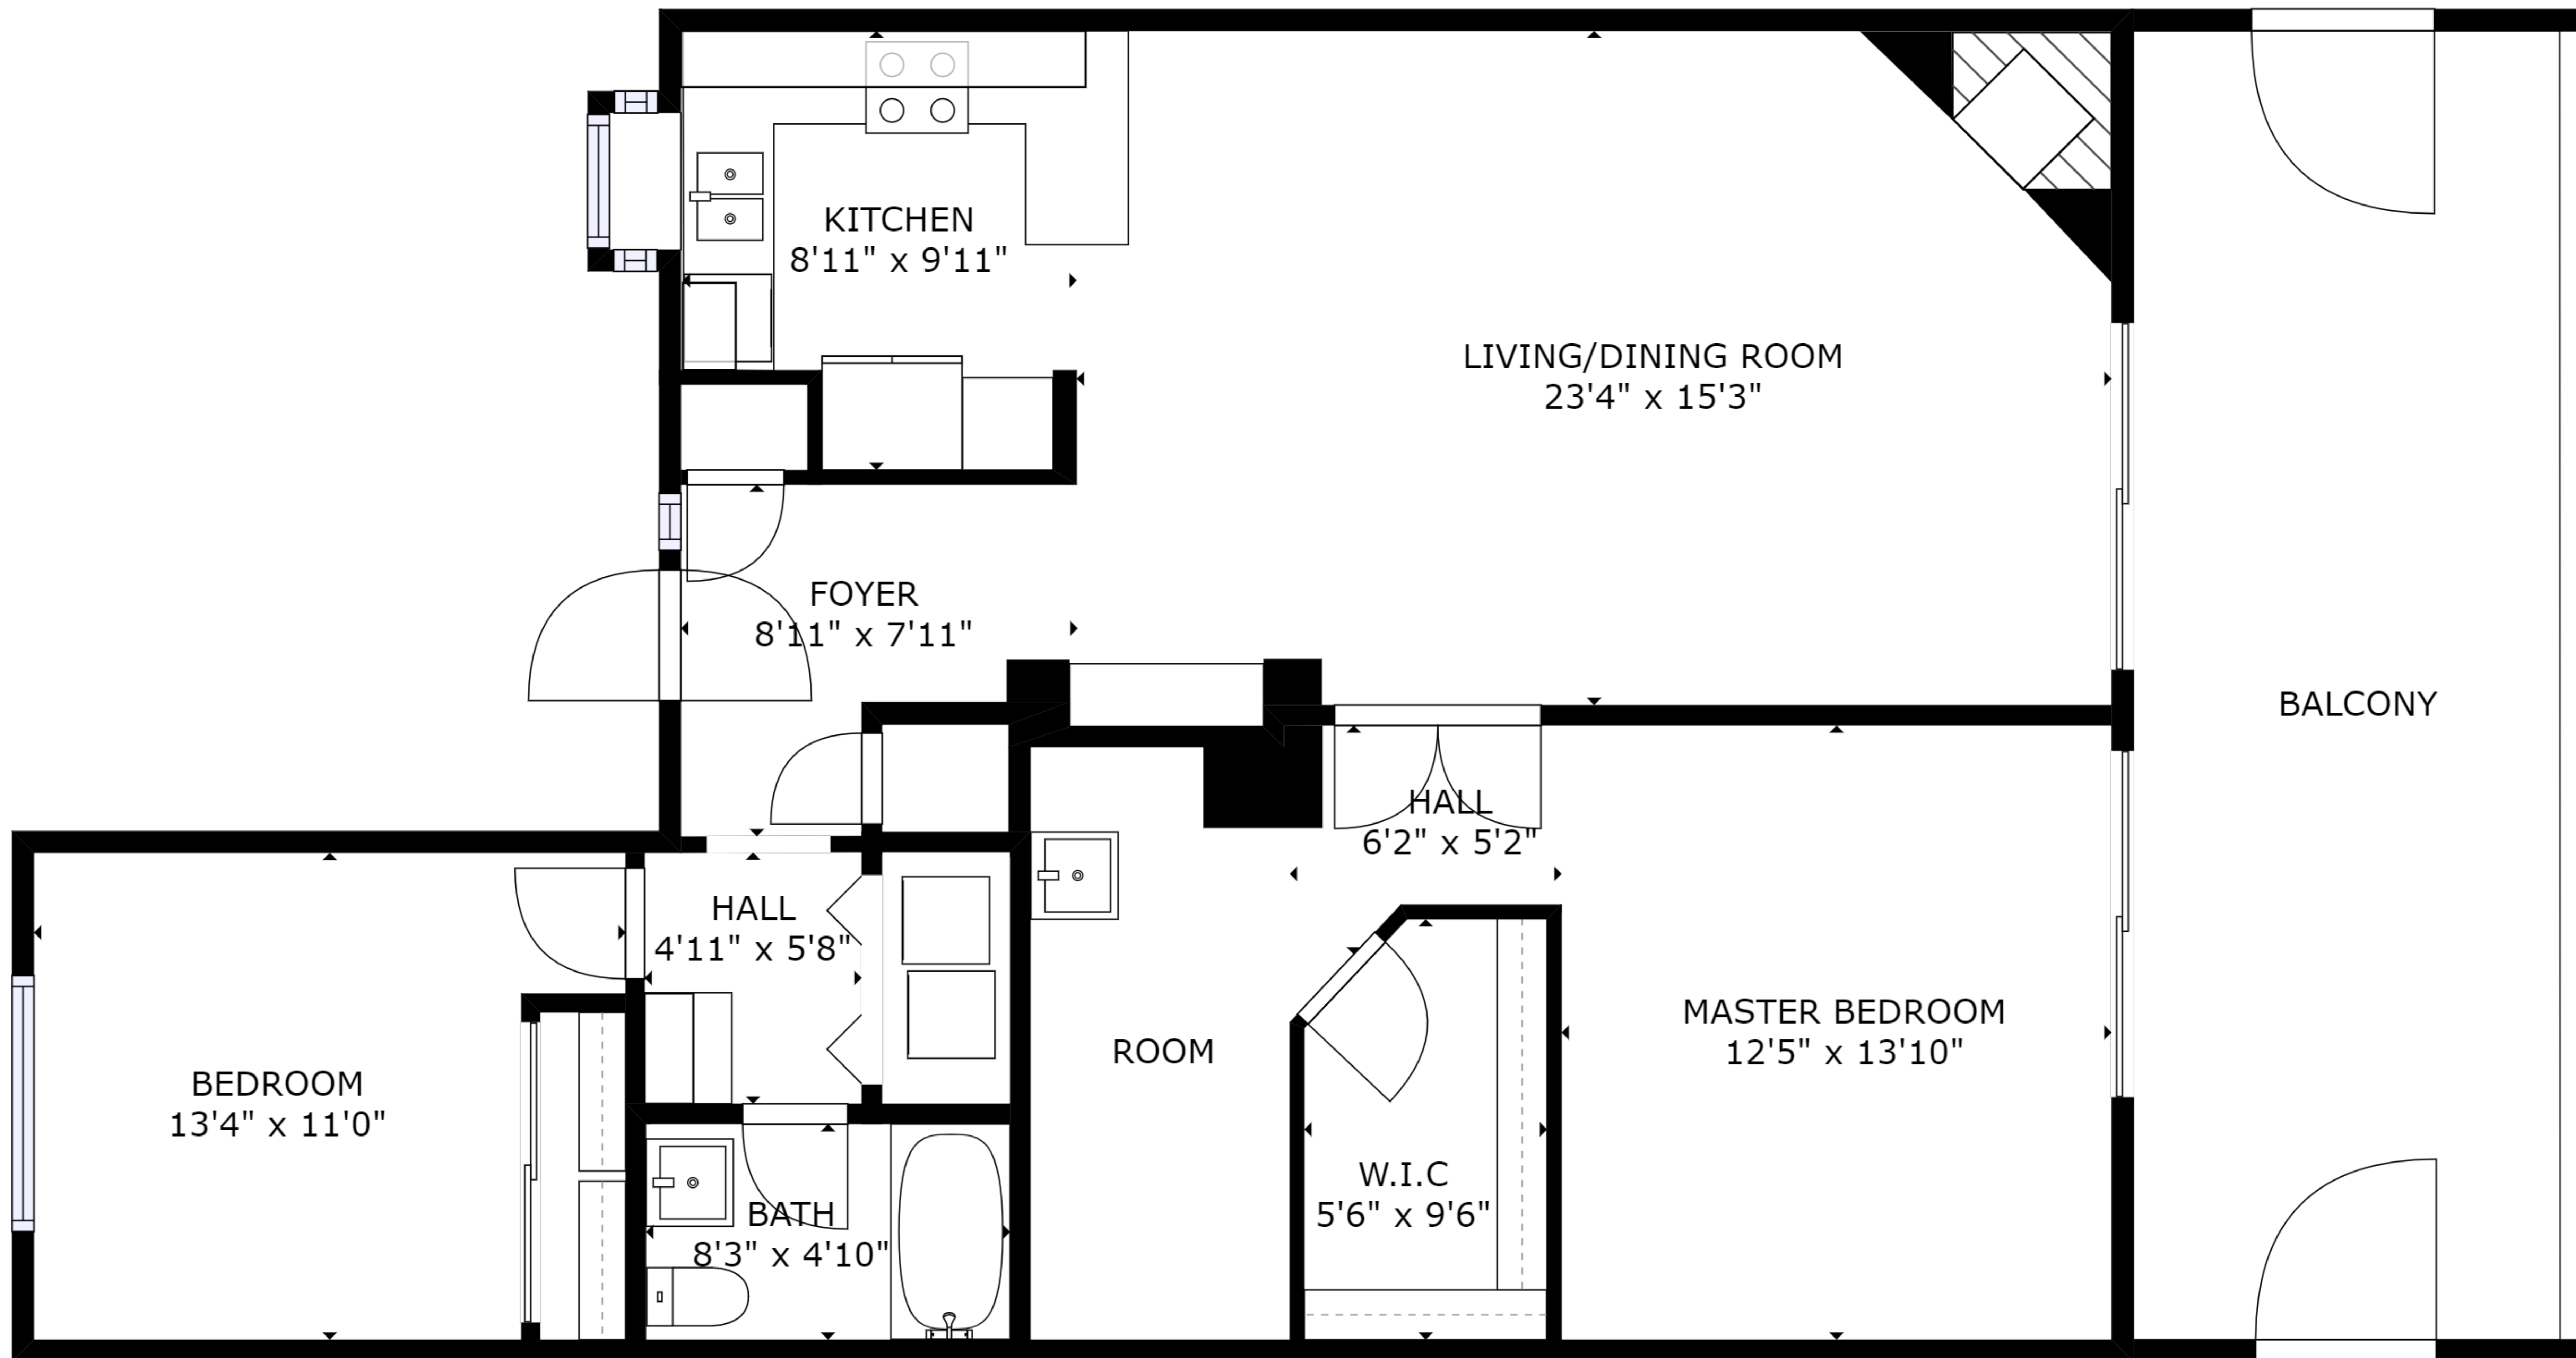 KITCHEN
8'11" x 9'11"
LIVING/DINING ROOM
23'4" x 15'3"
FOYER
8'11" x 7'11"
BALCONY
HALL
6'2" x 5'2"
HALL
4'11" x 5'8"
MASTER BEDROOM
12'5" x 13'10"
ROOM
BEDROOM
13'4" x 11'0"
W.I.C
5'6" x 9'6"
BATH
8'3" x 4'10"